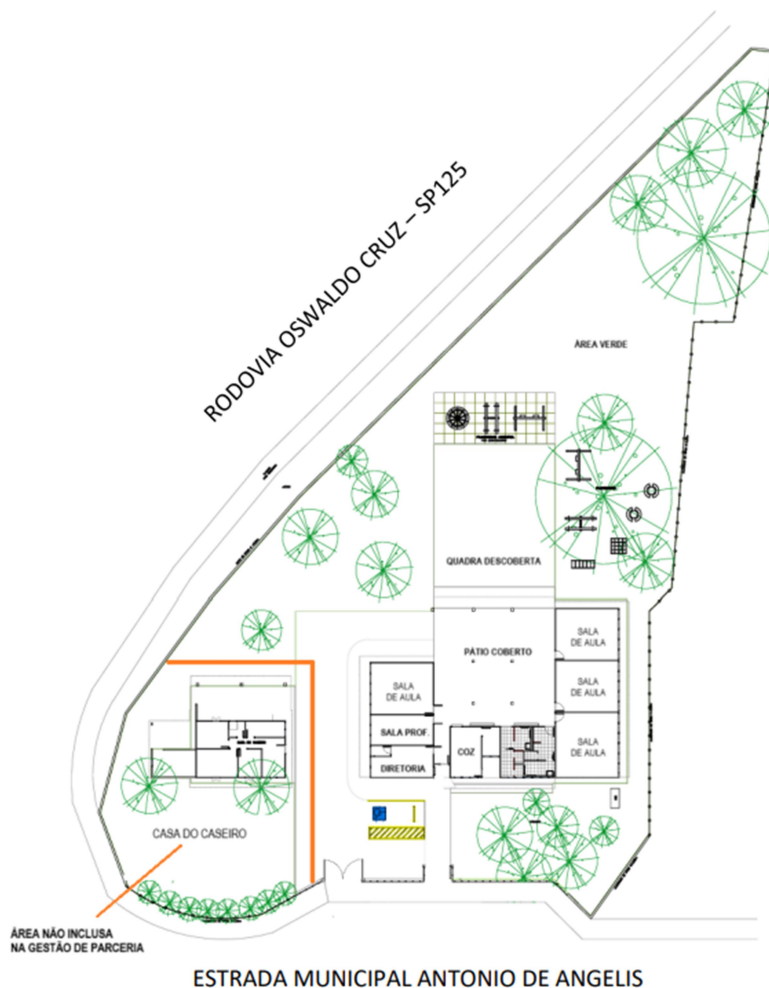 RODOVIA OSWALDO CRUZ – SP125
ÁREA VERDE
QUADRA DESCOBERTA
PÁTIO COBERTO
SALA
DE AULA
SALA
DE AULA
SALA
DE AULA
SALA
DE AULA
SALA PROF.
DIRETORIA
COZ
CASA DO CASEIRO
ÁREA NÃO INCLUSA
NA GESTÃO DE PARCERIA
ESTRADA MUNICIPAL ANTONIO DE ANGELIS